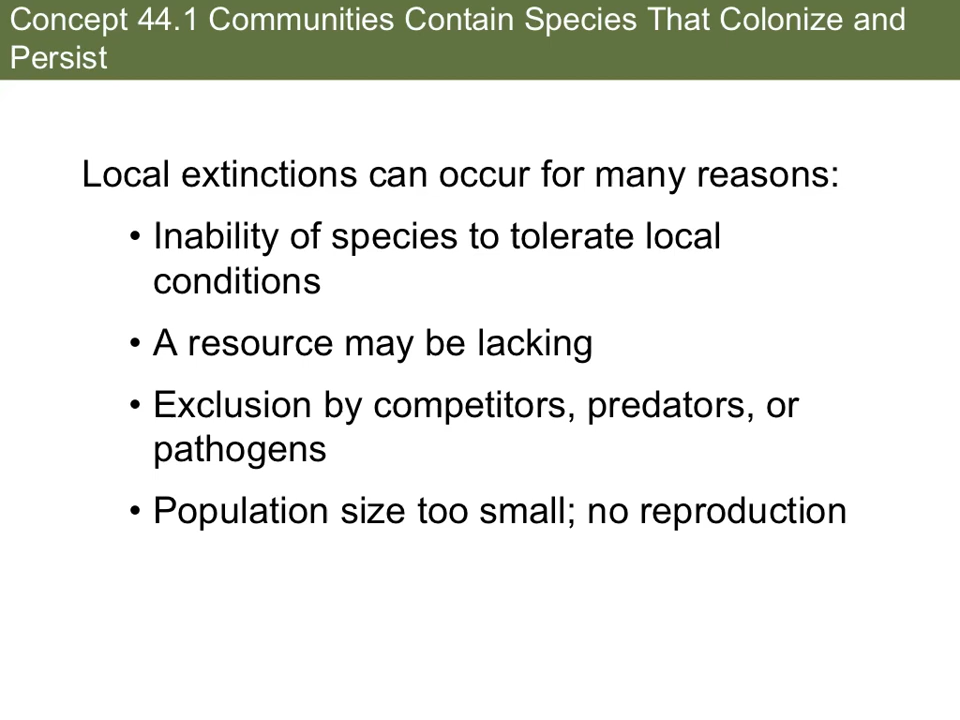 Concept 44.1 Communities Contain Species That Colonize and
Persist
Local extinctions can occur for many reasons:
• Inability of species to tolerate local
conditions
• A resource may be lacking
• Exclusion by competitors, predators, or
pathogens
• Population size too small; no reproduction